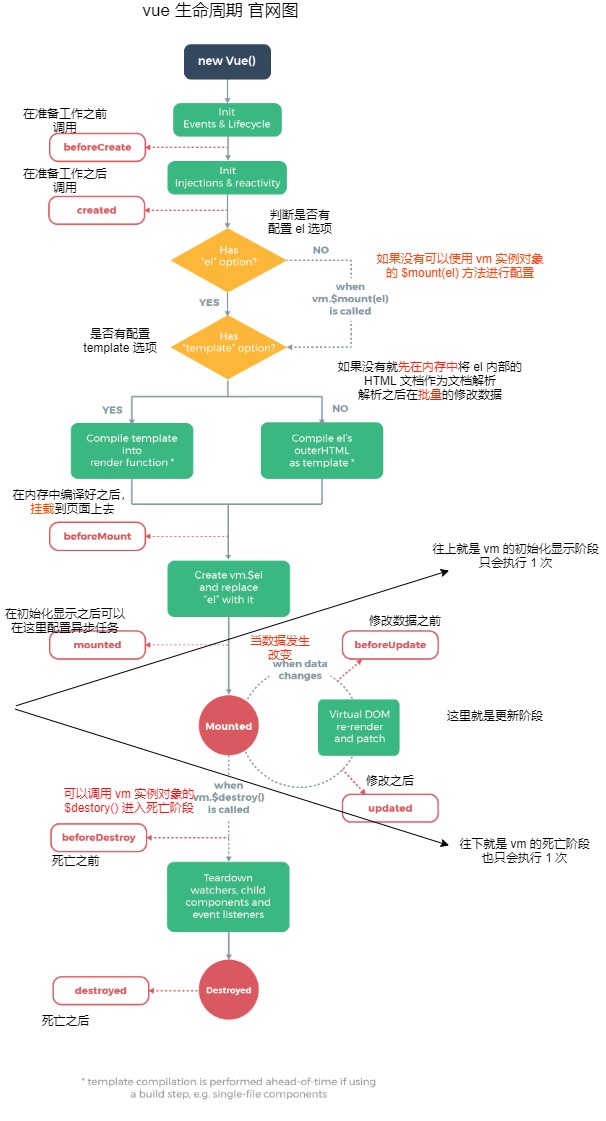 vue 生命周期 官网图
new Vue()
在准备工作之前
调用
Init
Events & Lifecycle
beforeCreate
在准备工作之后
调用
Init
injections & reactivity
created
判断是否有
配置 el 选项
Has
"el" option?
NO
如果没有可以使用 vm 实例对象
的 $mount(el) 方法进行配置
when
vm.$mount(el)
is called
YES
是否有配置
template 选项
Has
"template" option?
如果没有就先在内存中将 el 内部的
HTML 文档作为文档解析
解析之后在批量的修改数据
YES
NO
Compile template
into
render function *
Compile el's
outerHTML
as template *
在内存中编译好之后，
挂载到页面上去
beforeMount
往上就是 vm 的初始化显示阶段
只会执行 1 次
Create vm.$el
and replace
"el" with it
在初始化显示之后可以
在这里配置异步任务
mounted
修改数据之前
当数据发生
改变
beforeUpdate
when data
changes
Mounted
Virtual DOM
re-render
and patch
这里就是更新阶段
修改之后
when
vm.$destroy()
is called
可以调用 vm 实例对象的
$destory() 进入死亡阶段
updated
beforeDestroy
死亡之前
往下就是 vm 的死亡阶段
也只会执行 1 次
Teardown
watchers, child
components and
event listeners
destroyed
Destroyed
死亡之后
* template compilation is performed ahead-of-time if using
a build step, e.g. single-file components